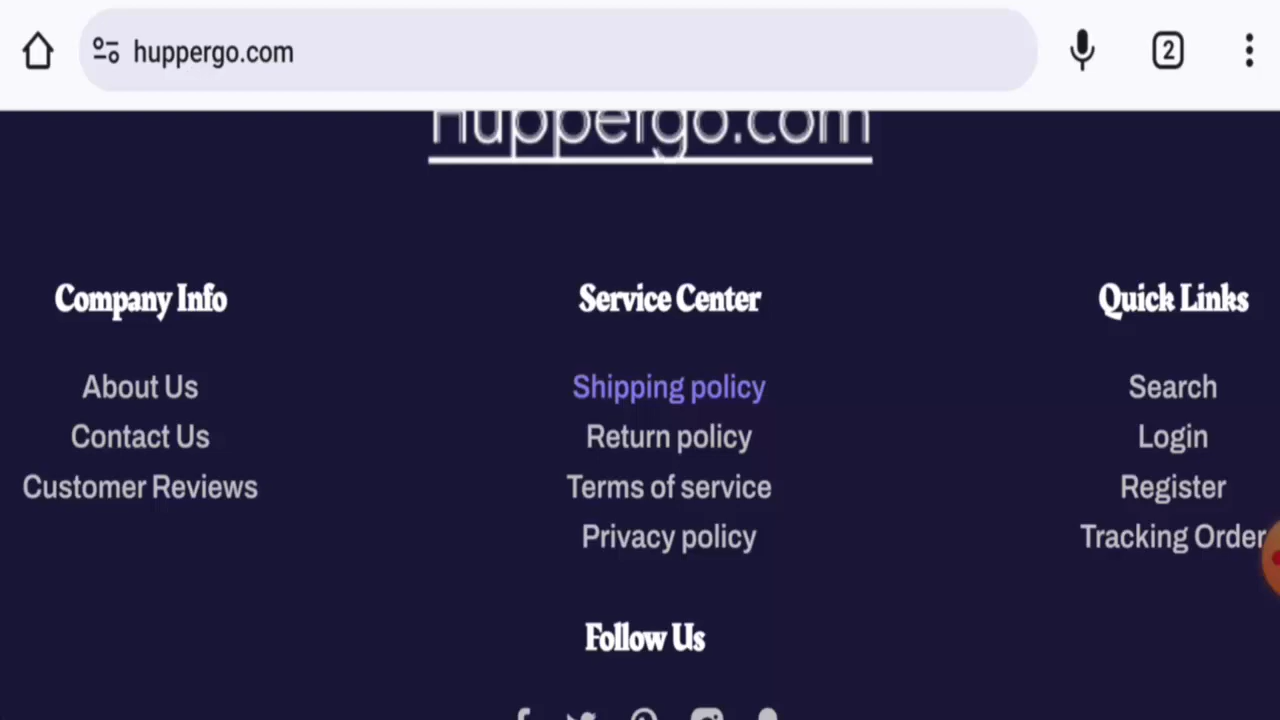 huppergo.com
2
Huppergo.com
Company Info
About Us
Contact Us
Customer Reviews
Service Center
Shipping policy
Return policy
Terms of service
Privacy policy
Quick Links
Search
Login
Register
Tracking Order
Follow Us